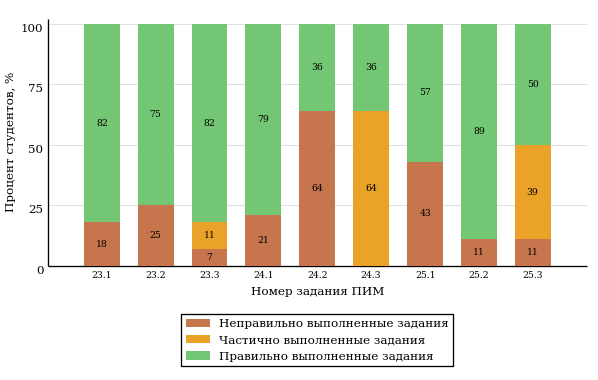 100
75
50
25
0
Процент студентов, %
82 75 82 79 36 36 57 89 50
18 25 11 7 21 64 64 43 11 39 11
23.1 23.2 23.3 24.1 24.2 24.3 25.1 25.2 25.3
Номер задания ПИМ
Неправильно выполненные задания
Частично выполненные задания
Правильно выполненные задания